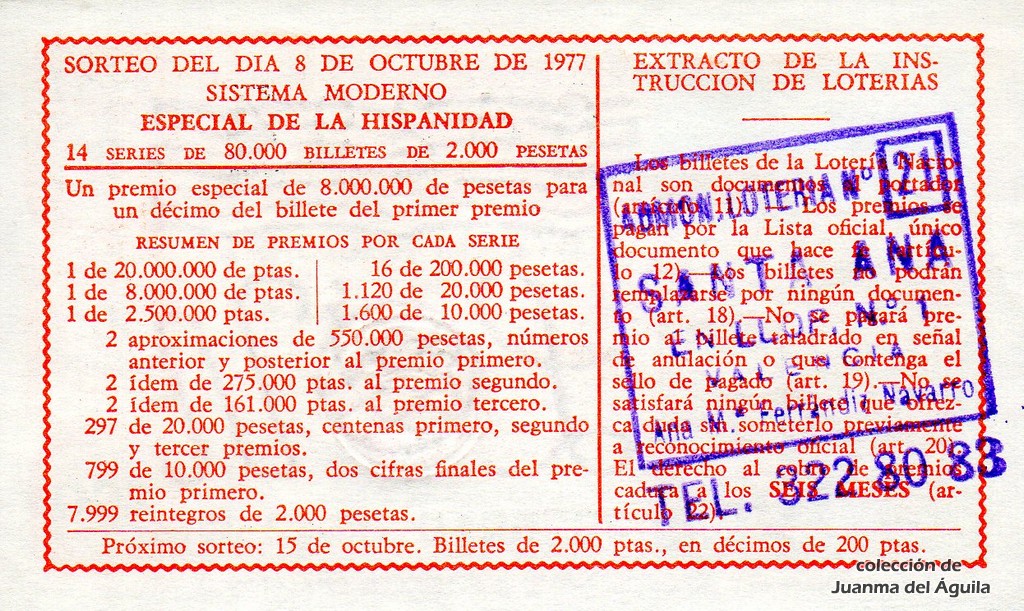 SORTEO DEL DIA 8 DE OCTUBRE DE 1977
SISTEMA MODERNO
ESPECIAL DE LA HISPANIDAD
14 SERIES DE 80.000 BILLETES DE 2.000 PESETAS
Un premio especial de 8.000.000 de pesetas para
un décimo del billete del primer premio
RESUMEN DE PREMIOS POR CADA SERIE
1 de 20.000.000 de ptas.
1 de 8.000.000 de ptas.
1 de 2.500.000 ptas.
16 de 200.000 pesetas.
1.120 de 20.000 pesetas.
1.600 de 10.000 pesetas.
2 aproximaciones de 550.000 pesetas, números
anterior y posterior al premio primero.
2 ídem de 275.000 ptas. al premio segundo.
2 ídem de 161.000 ptas. al premio tercero.
297 de 20.000 pesetas, centenas primero, segundo
y tercer premios.
799 de 10.000 pesetas, dos cifras finales del pre-
mio primero.
7.999 reintegros de 2.000 pesetas.
EXTRACTO DE LA INS-
TRUCCION DE LOTERIAS
Los billetes de la Lotería Nacio-
nal son documentos al portador
(artículo 11).— Los premios se
pagan por la Lista oficial, único
documento que hace fe (artícu-
lo 12).—Los billetes no podrán
remplazarse por ningún documen-
to (art. 18).—No se pagará pre-
mio al billete taladrado en señal
de anulación o que contenga el
sello de pagado (art. 19).—No se
satisfará ningún billete que ofrez-
ca duda sin someterlo previamente
a reconocimiento oficial (art. 20).
El derecho al cobro de premios
caduca a los SEIS MESES (ar-
tículo 22).
ADMON. LOTERIA Nº 21
SANTA ANA
EN LLOP, Nº 1
VALENCIA
Ana Mª Ferrandiz Navarro
TEL. 322 80 83
Próximo sorteo: 15 de octubre. Billetes de 2.000 ptas., en décimos de 200 ptas.
colección de
Juanma del Águila